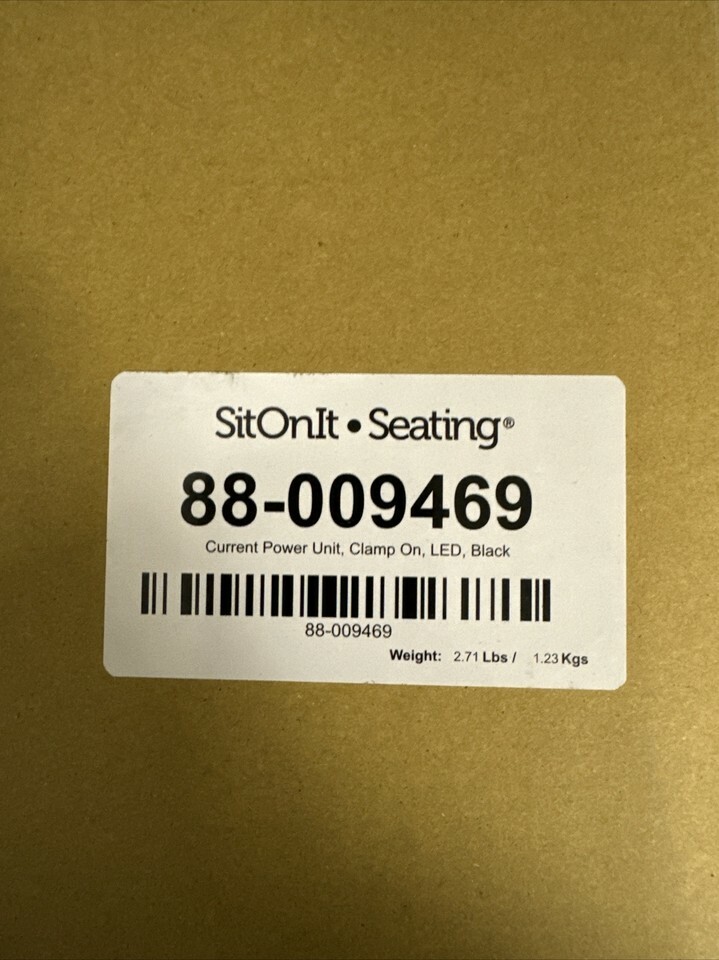 SitOnIt • Seating®
88-009469
Current Power Unit, Clamp On, LED, Black
88-009469
Weight: 2.71 Lbs / 1.23 Kgs